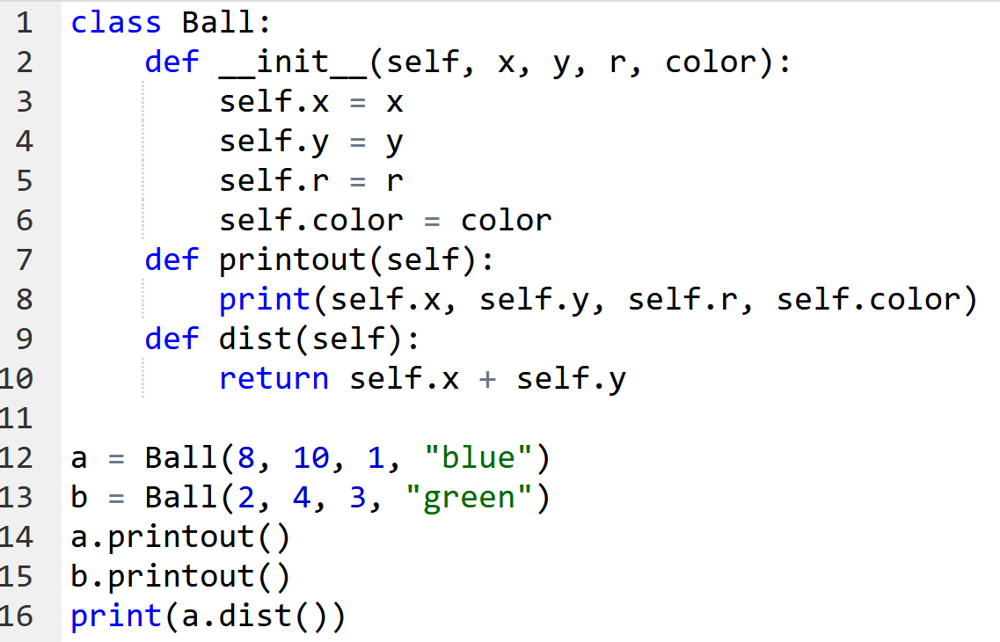 1 class Ball:
2     def __init__(self, x, y, r, color):
3         self.x = x
4         self.y = y
5         self.r = r
6         self.color = color
7     def printout(self):
8         print(self.x, self.y, self.r, self.color)
9     def dist(self):
10         return self.x + self.y
11
12 a = Ball(8, 10, 1, "blue")
13 b = Ball(2, 4, 3, "green")
14 a.printout()
15 b.printout()
16 print(a.dist())